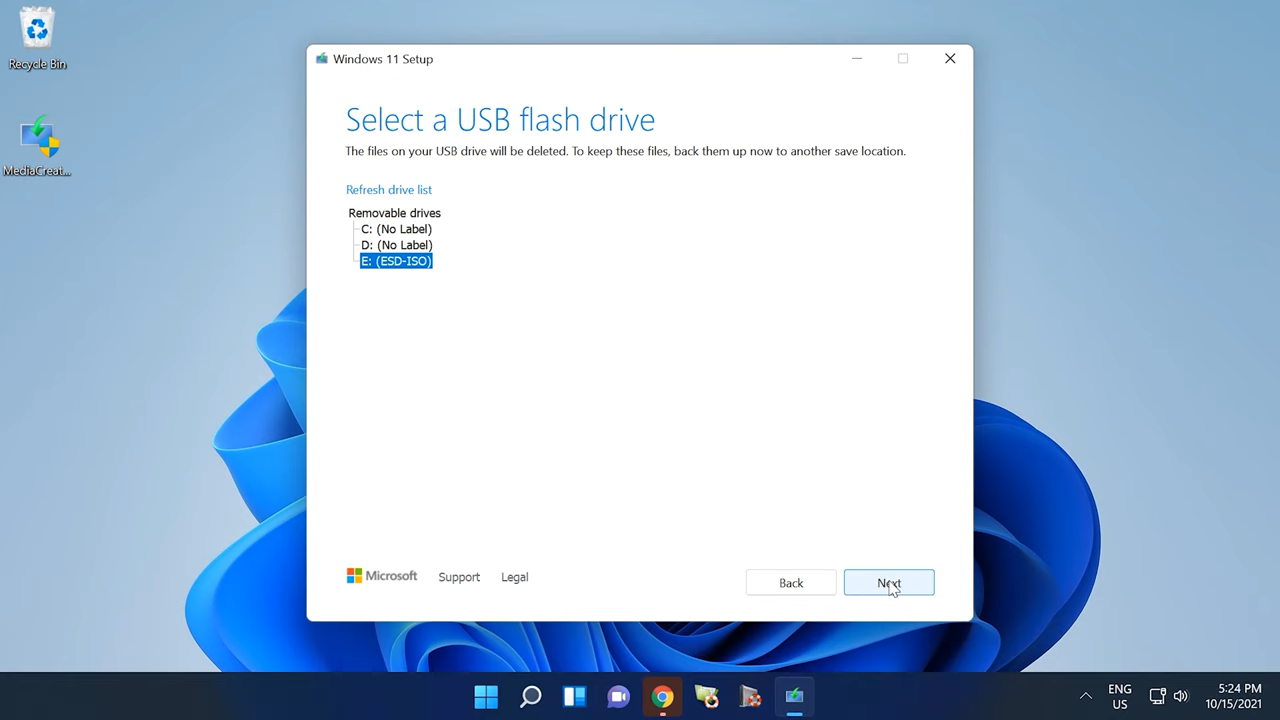 Recycle Bin
MediaCreat...
Windows 11 Setup
Select a USB flash drive
The files on your USB drive will be deleted. To keep these files, back them up now to another save location.
Refresh drive list
Removable drives
C: (No Label)
D: (No Label)
E: (ESD-ISO)
Microsoft
Support
Legal
Back
Next
ENG
US
5:24 PM
10/15/2021